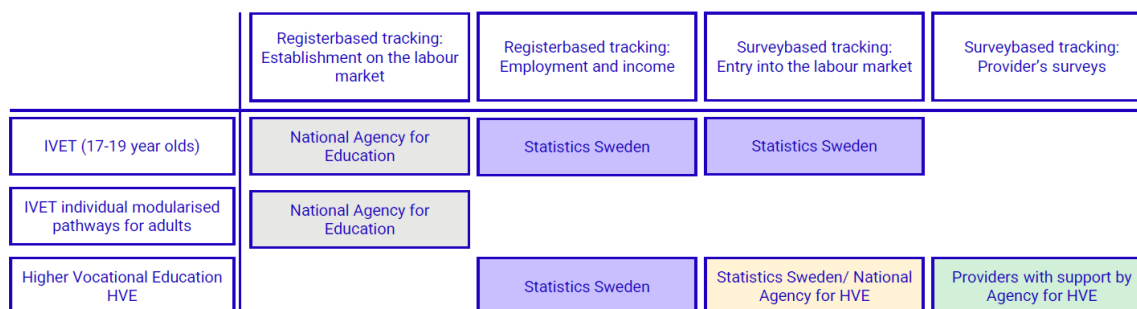 Registerbased tracking:
Establishment on the labour
market
Registerbased tracking:
Employment and income
Surveybased tracking:
Entry into the labour market
Surveybased tracking:
Provider's surveys
IVET (17-19 year olds)
National Agency for
Education
Statistics Sweden
Statistics Sweden
IVET individual modularised
pathways for adults
National Agency for
Education
Higher Vocational Education
HVE
Statistics Sweden
Statistics Sweden/ National
Agency for HVE
Providers with support by
Agency for HVE